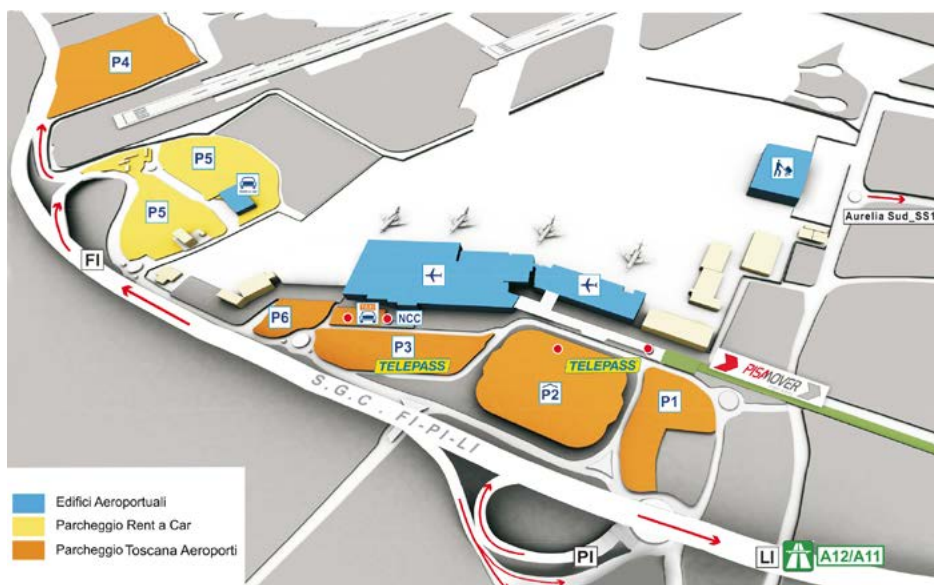 P4
P5
P5
Aurelia Sud_SS1
FI
P6
TAXI
NCC
P3
TELEPASS
TELEPASS
P2
P1
PISAMOVER
S.G.C. FI-PI-LI
Edifici Aeroportuali
Parcheggio Rent a Car
Parcheggio Toscana Aeroporti
PI
LI
A12/A11